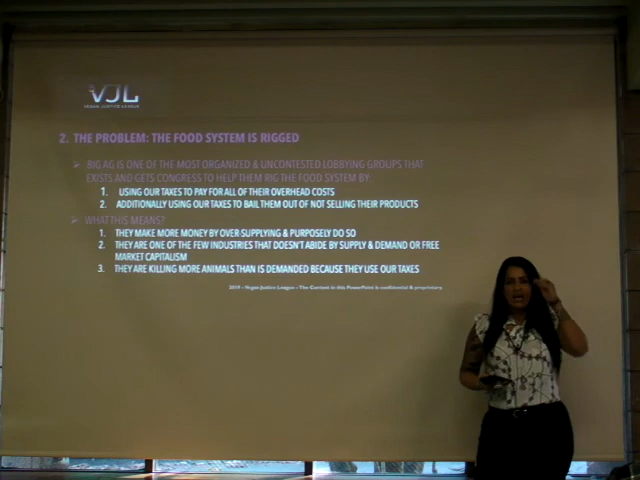 VJL
VEGAN JUSTICE LEAGUE
2. THE PROBLEM: THE FOOD SYSTEM IS RIGGED
➢ BIG AG IS ONE OF THE MOST ORGANIZED & UNCONTESTED LOBBYING GROUPS THAT
EXISTS AND GETS CONGRESS TO HELP THEM RIG THE FOOD SYSTEM BY:
1. USING OUR TAXES TO PAY FOR ALL OF THEIR OVERHEAD COSTS
2. ADDITIONALLY USING OUR TAXES TO BAIL THEM OUT OF NOT SELLING THEIR PRODUCTS
➢ WHAT THIS MEANS?
1. THEY MAKE MORE MONEY BY OVER SUPPLYING & PURPOSELY DO SO
2. THEY ARE ONE OF THE FEW INDUSTRIES THAT DOESN'T ABIDE BY SUPPLY & DEMAND OR FREE
MARKET CAPITALISM
3. THEY ARE KILLING MORE ANIMALS THAN IS DEMANDED BECAUSE THEY USE OUR TAXES
2019 - Vegan Justice League - The Content in this PowerPoint is confidential & proprietary